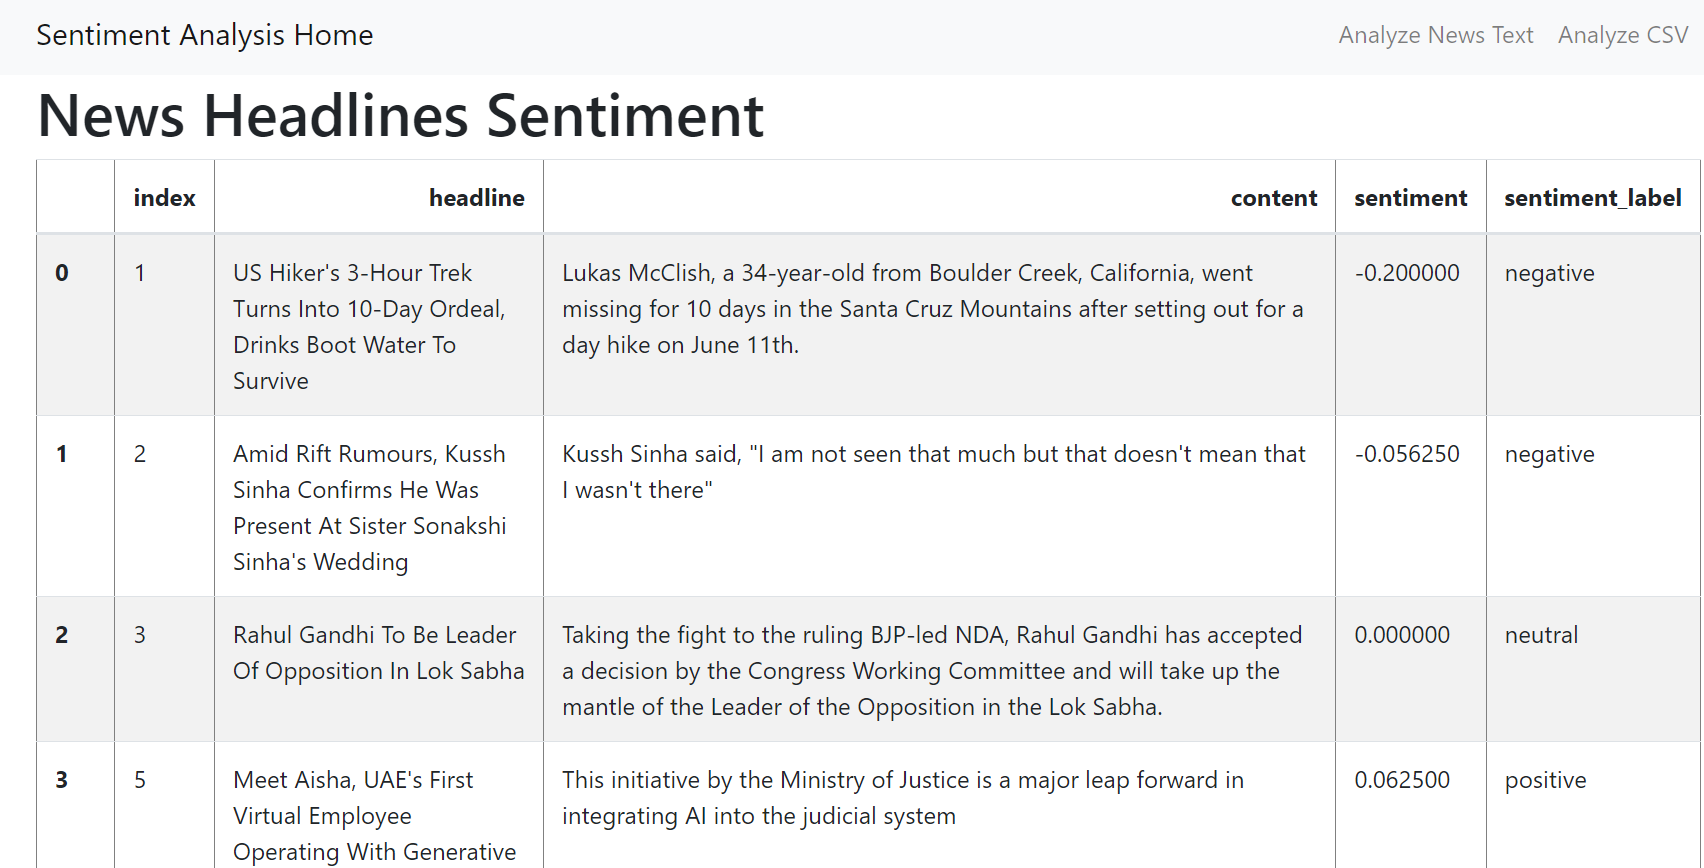 Sentiment Analysis Home
Analyze News Text
Analyze CSV
News Headlines Sentiment
index headline content sentiment sentiment_label
0
1
US Hiker's 3-Hour Trek
Turns Into 10-Day Ordeal,
Drinks Boot Water To
Survive
Lukas McClish, a 34-year-old from Boulder Creek, California, went
missing for 10 days in the Santa Cruz Mountains after setting out for a
day hike on June 11th.
-0.200000
negative
1
2
Amid Rift Rumours, Kussh
Sinha Confirms He Was
Present At Sister Sonakshi
Sinha's Wedding
Kussh Sinha said, "I am not seen that much but that doesn't mean that
I wasn't there"
-0.056250
negative
2
3
Rahul Gandhi To Be Leader
Of Opposition In Lok Sabha
Taking the fight to the ruling BJP-led NDA, Rahul Gandhi has accepted
a decision by the Congress Working Committee and will take up the
mantle of the Leader of the Opposition in the Lok Sabha.
0.000000
neutral
3
5
Meet Aisha, UAE's First
Virtual Employee
Operating With Generative
This initiative by the Ministry of Justice is a major leap forward in
integrating AI into the judicial system
0.062500
positive